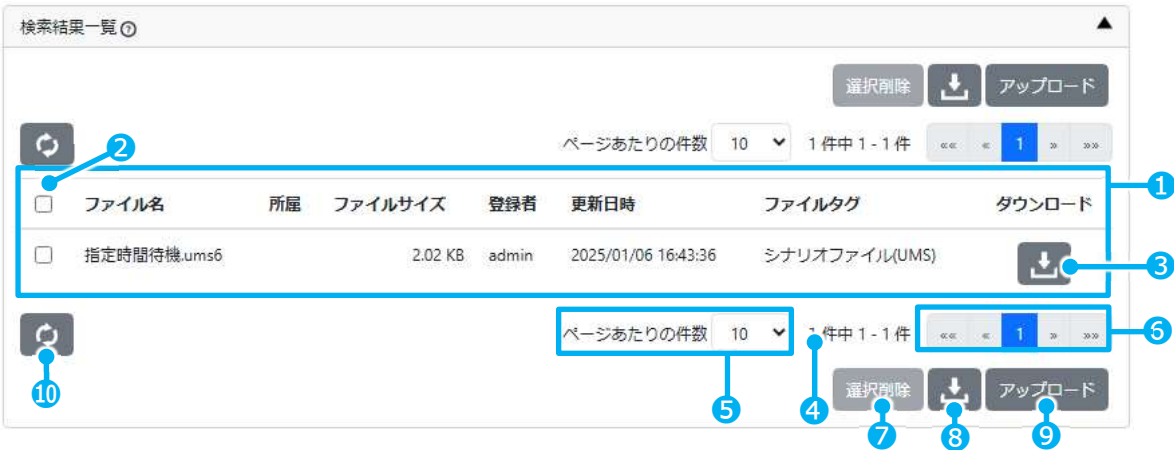 検索結果一覧?
選択削除 アップロード
ページあたりの件数 10 1 件中 1 - 1 件 «« « 1 » »»
2
1
ファイル名 所属 ファイルサイズ 登録者 更新日時 ファイルタグ ダウンロード
指定時間待機.ums6 2.02 KB admin 2025/01/06 16:43:36 シナリオファイル(UMS)
3
ページあたりの件数 10 1 件中 1 - 1 件 «« « 1 » »» 6
選択削除 アップロード
10 5 4 7 8 9